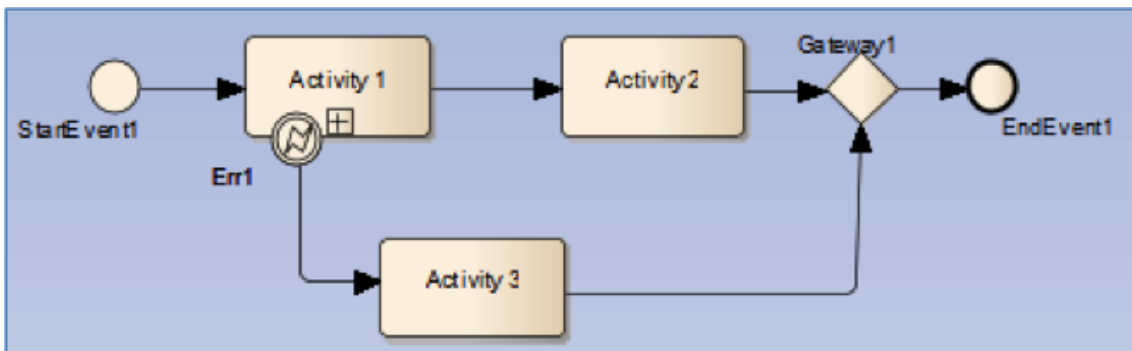 Gateway1
Activity 1
Activity2
StartEvent1
EndEvent1
Err1
Activity 3